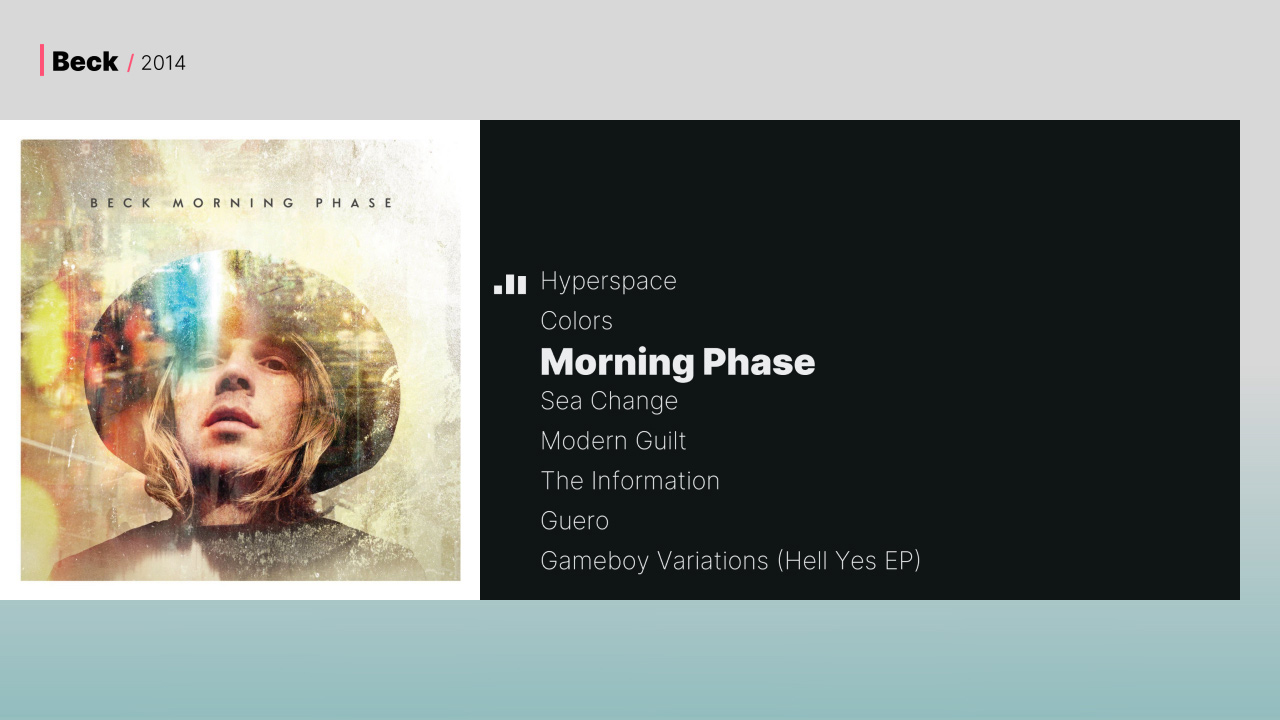 Beck / 2014
BECK MORNING PHASE
Hyperspace
Colors
Morning Phase
Sea Change
Modern Guilt
The Information
Guero
Gameboy Variations (Hell Yes EP)